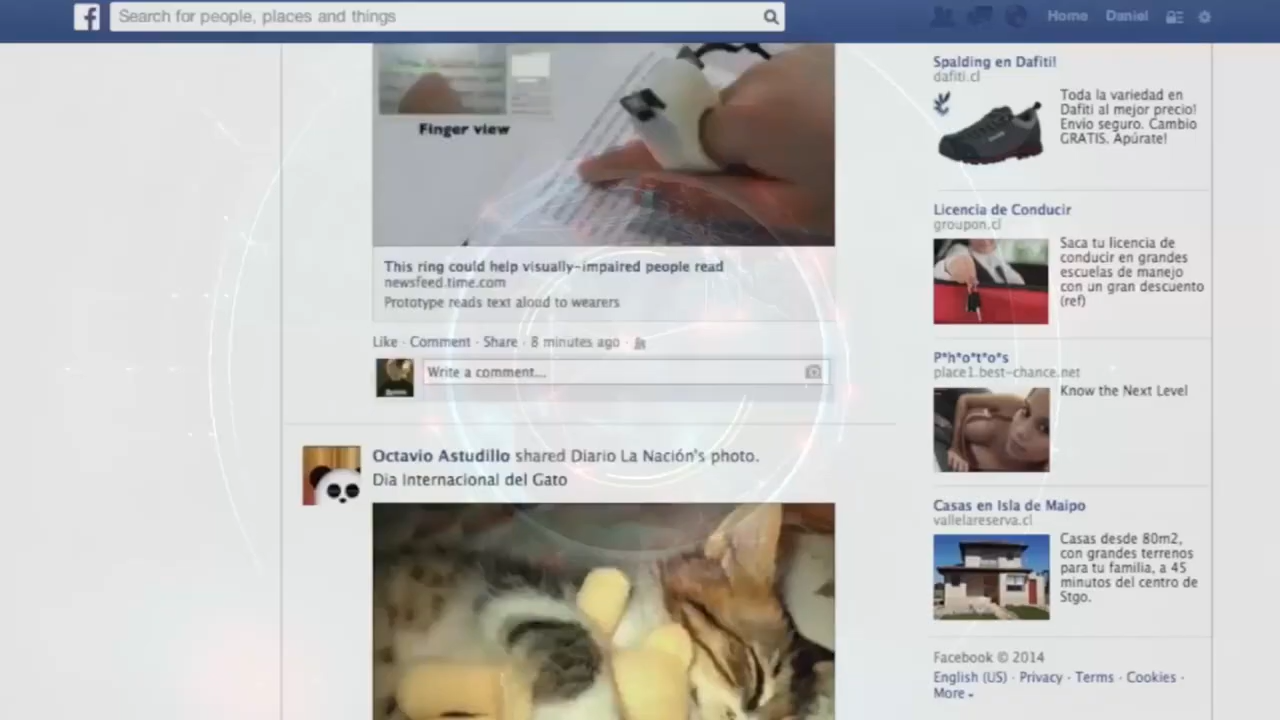 f
Search for people, places and things
Home
Daniel
Finger view
This ring could help visually-impaired people read
newsfeed.time.com
Prototype reads text aloud to wearers
Like · Comment · Share · 8 minutes ago ·
Write a comment...
Octavio Astudillo shared Diario La Nación's photo.
Dia Internacional del Gato
Spalding en Dafiti!
dafiti.cl
Toda la variedad en
Dafiti al mejor precio!
Envio seguro. Cambio
GRATIS. Apúrate!
Licencia de Conducir
groupon.cl
Saca tu licencia de
conducir en grandes
escuelas de manejo
con un gran descuento
(ref)
P*h*o*t*o*s
place1.best-chance.net
Know the Next Level
Casas en Isla de Maipo
vallelareserva.cl
Casas desde 80m2,
con grandes terrenos
para tu familia, a 45
minutos del centro de
Stgo.
Facebook © 2014
English (US) · Privacy · Terms · Cookies ·
More